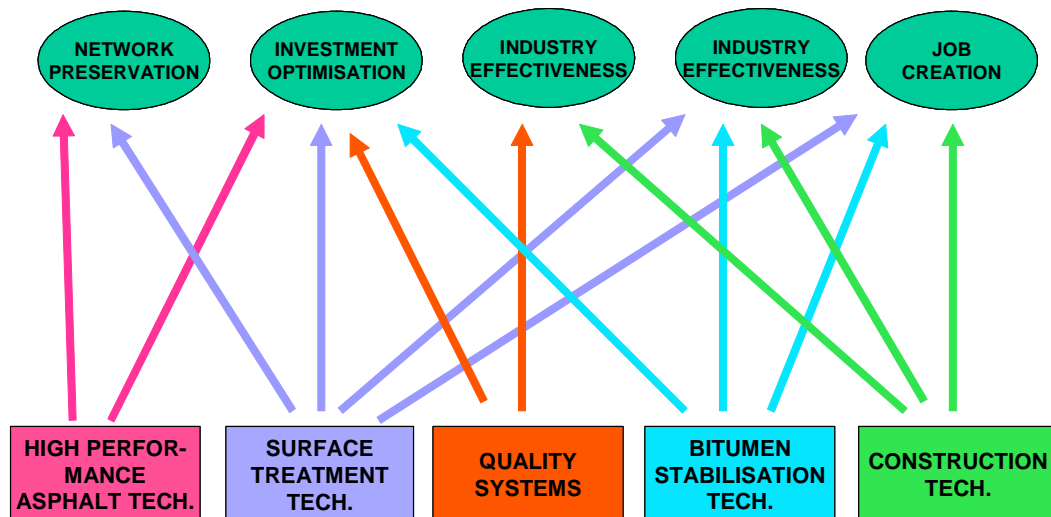 NETWORK
PRESERVATION
INVESTMENT
OPTIMISATION
INDUSTRY
EFFECTIVENESS
INDUSTRY
EFFECTIVENESS
JOB
CREATION
HIGH PERFOR-
MANCE
ASPHALT TECH.
SURFACE
TREATMENT
TECH.
QUALITY
SYSTEMS
BITUMEN
STABILISATION
TECH.
CONSTRUCTION
TECH.